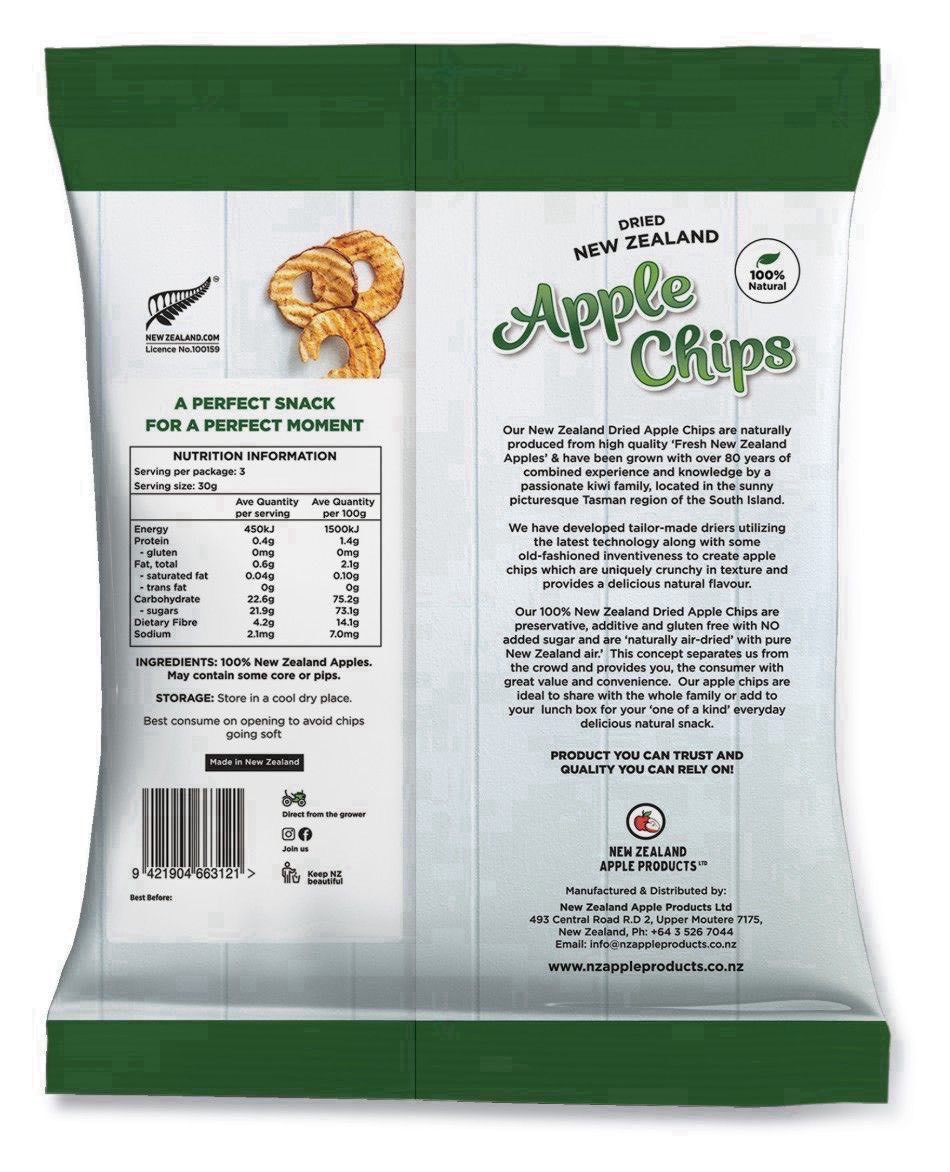 NEW ZEALAND.COM
Licence No.100159
A PERFECT SNACK
FOR A PERFECT MOMENT
NUTRITION INFORMATION
Serving per package: 3
Serving size: 30g
Ave Quantity per serving Ave Quantity per 100g
Energy 450kJ 1500kJ
Protein 0.4g 1.4g
- gluten 0mg 0mg
Fat, total 0.6g 2.1g
- saturated fat 0.04g 0.10g
- trans fat 0g 0g
Carbohydrate 22.6g 75.2g
- sugars 21.9g 73.1g
Dietary Fibre 4.2g 14.1g
Sodium 2.1mg 7.0mg
INGREDIENTS: 100% New Zealand Apples.
May contain some core or pips.
STORAGE: Store in a cool dry place.
Best consume on opening to avoid chips
going soft
Made in New Zealand
Direct from the grower
Join us
Keep NZ
beautiful
9 421904 663121 >
Best Before:
DRIED
NEW ZEALAND
Apple
Chips
100%
Natural
Our New Zealand Dried Apple Chips are naturally
produced from high quality ‘Fresh New Zealand
Apples’ & have been grown with over 80 years of
combined experience and knowledge by a
passionate kiwi family, located in the sunny
picturesque Tasman region of the South Island.
We have developed tailor-made driers utilizing
the latest technology along with some
old-fashioned inventiveness to create apple
chips which are uniquely crunchy in texture and
provides a delicious natural flavour.
Our 100% New Zealand Dried Apple Chips are
preservative, additive and gluten free with NO
added sugar and are ‘naturally air-dried’ with pure
New Zealand air.’ This concept separates us from
the crowd and provides you, the consumer with
great value and convenience. Our apple chips are
ideal to share with the whole family or add to
your lunch box for your ‘one of a kind’ everyday
delicious natural snack.
PRODUCT YOU CAN TRUST AND
QUALITY YOU CAN RELY ON!
NEW ZEALAND
APPLE PRODUCTS LTD
Manufactured & Distributed by:
New Zealand Apple Products Ltd
493 Central Road R.D 2, Upper Moutere 7175,
New Zealand, Ph: +64 3 526 7044
Email: info@nzappleproducts.co.nz
www.nzappleproducts.co.nz